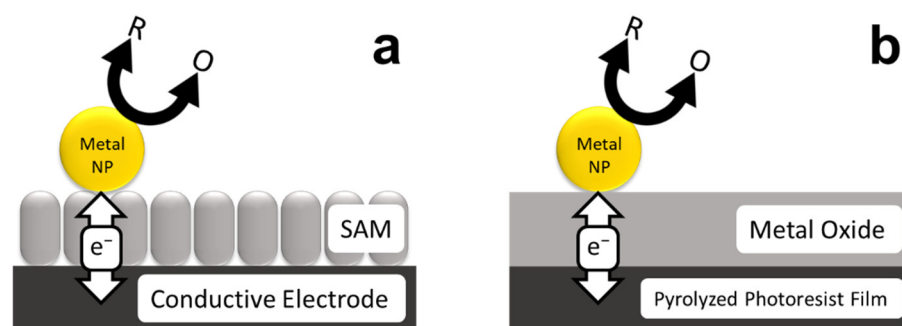 a
R
O
Metal
NP
e⁻
SAM
Conductive Electrode
b
R
O
Metal
NP
e⁻
Metal Oxide
Pyrolyzed Photoresist Film